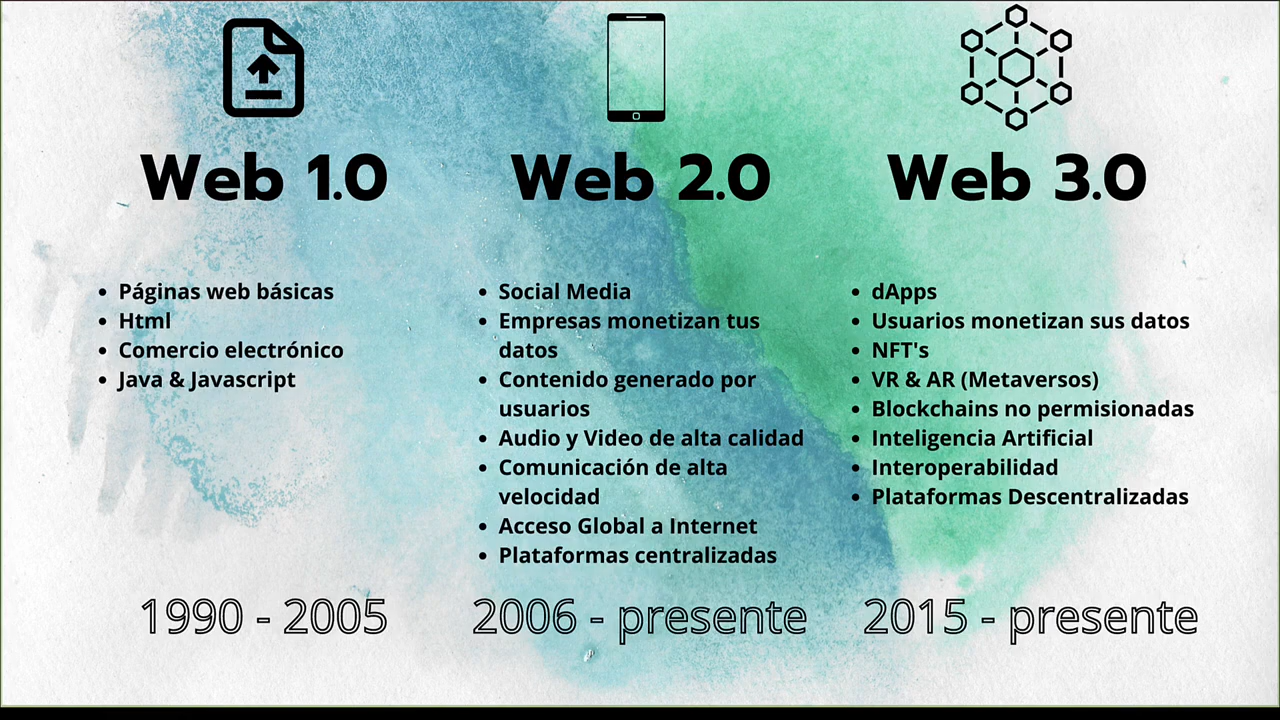 Web 1.0
Páginas web básicas
Html
Comercio electrónico
Java & Javascript
1990 - 2005
Web 2.0
Social Media
Empresas monetizan tus
datos
Contenido generado por
usuarios
Audio y Video de alta calidad
Comunicación de alta
velocidad
Acceso Global a Internet
Plataformas centralizadas
2006 - presente
Web 3.0
dApps
Usuarios monetizan sus datos
NFT's
VR & AR (Metaversos)
Blockchains no permisionadas
Inteligencia Artificial
Interoperabilidad
Plataformas Descentralizadas
2015 - presente